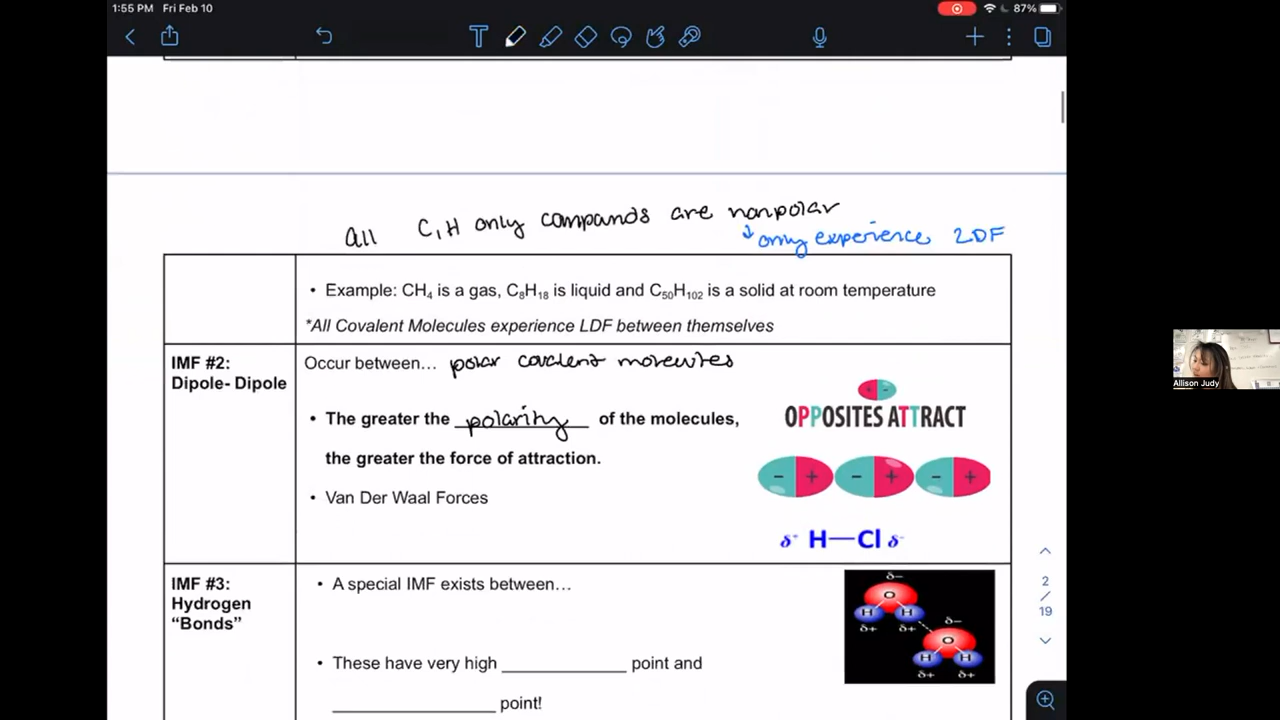 1:55 PM Fri Feb 10
87%
All C,H only compands are nonpolar
↓ only experience LDF
• Example: CH₄ is a gas, C₈H₁₈ is liquid and C₅₀H₁₀₂ is a solid at room temperature
*All Covalent Molecules experience LDF between themselves
IMF #2:
Dipole- Dipole
Occur between... polar covalent molecules
• The greater the polarity of the molecules,
the greater the force of attraction.
• Van Der Waal Forces
- +
OPPOSITES ATTRACT
- + - + - +
H—Cl δ⁻
IMF #3:
Hydrogen
"Bonds"
• A special IMF exists between...
• These have very high ____________ point and
________________ point!
δ−
O
H H
δ+ δ+
δ−
O
H H
δ+ δ+
2
/
19
T
Allison Judy